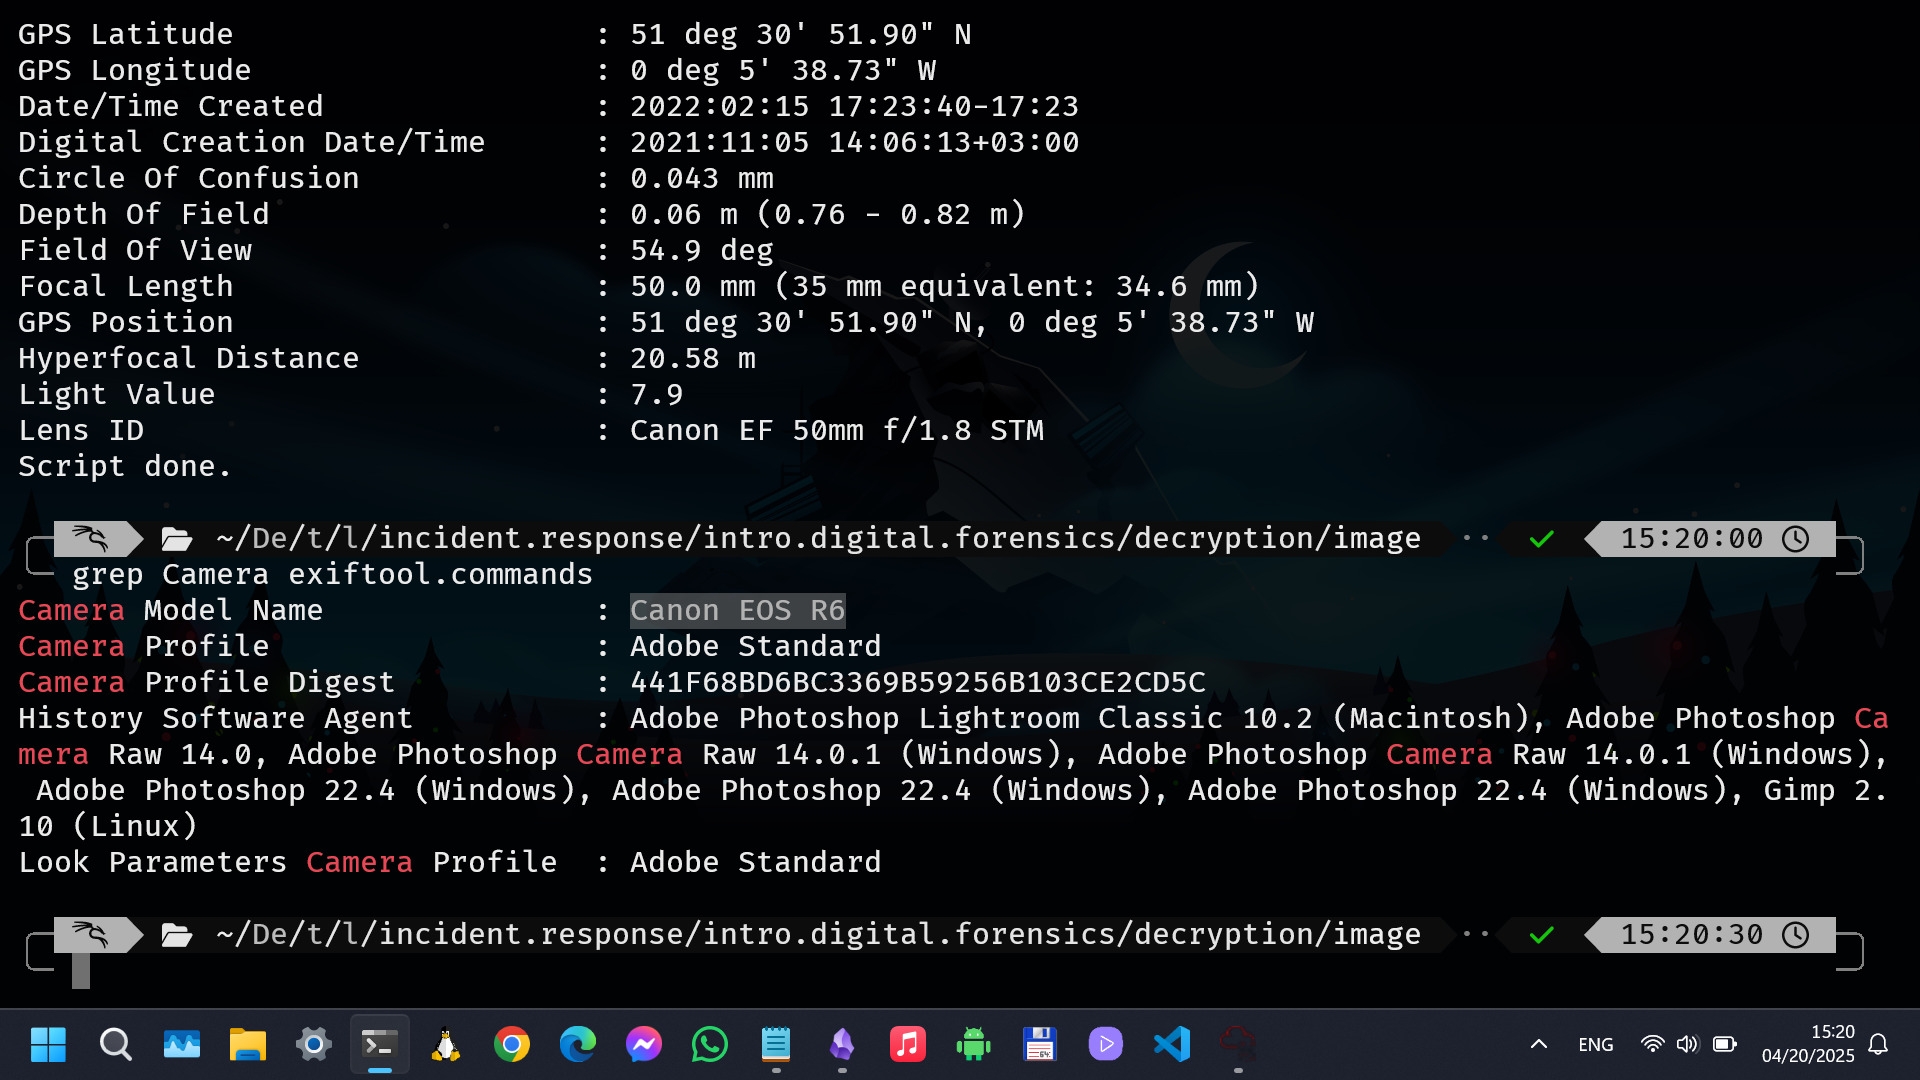 GPS Latitude                    : 51 deg 30' 51.90" N
GPS Longitude                   : 0 deg 5' 38.73" W
Date/Time Created               : 2022:02:15 17:23:40-17:23
Digital Creation Date/Time      : 2021:11:05 14:06:13+03:00
Circle Of Confusion             : 0.043 mm
Depth Of Field                  : 0.06 m (0.76 - 0.82 m)
Field Of View                   : 54.9 deg
Focal Length                    : 50.0 mm (35 mm equivalent: 34.6 mm)
GPS Position                    : 51 deg 30' 51.90" N, 0 deg 5' 38.73" W
Hyperfocal Distance             : 20.58 m
Light Value                     : 7.9
Lens ID                         : Canon EF 50mm f/1.8 STM
Script done.
~/De/t/l/incident.response/intro.digital.forensics/decryption/image ·· ✓ 15:20:00
grep Camera exiftool.commands
Camera Model Name               : Canon EOS R6
Camera Profile                  : Adobe Standard
Camera Profile Digest           : 441F68BD6BC3369B59256B103CE2CD5C
History Software Agent          : Adobe Photoshop Lightroom Classic 10.2 (Macintosh), Adobe Photoshop Ca
mera Raw 14.0, Adobe Photoshop Camera Raw 14.0.1 (Windows), Adobe Photoshop Camera Raw 14.0.1 (Windows),
 Adobe Photoshop 22.4 (Windows), Adobe Photoshop 22.4 (Windows), Adobe Photoshop 22.4 (Windows), Gimp 2.
10 (Linux)
Look Parameters Camera Profile  : Adobe Standard
~/De/t/l/incident.response/intro.digital.forensics/decryption/image ·· ✓ 15:20:30
64
ENG
15:20
04/20/2025